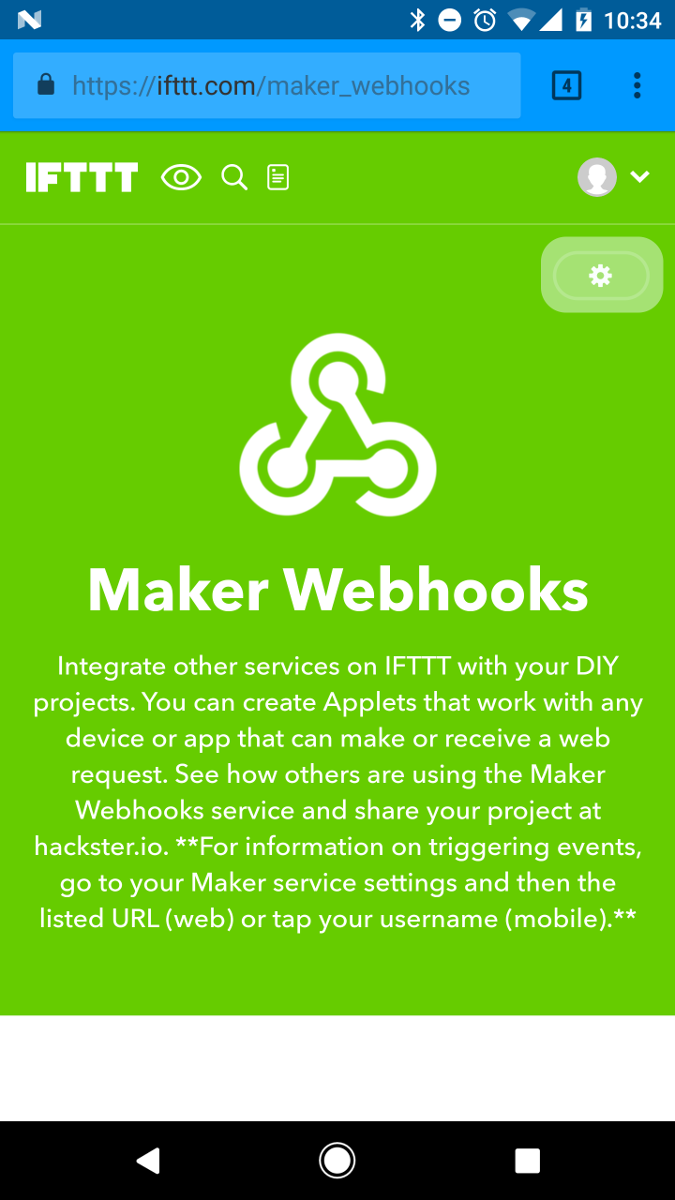 10:34
https://ifttt.com/maker_webhooks
4
IFTTT
Maker Webhooks
Integrate other services on IFTTT with your DIY
projects. You can create Applets that work with any
device or app that can make or receive a web
request. See how others are using the Maker
Webhooks service and share your project at
hackster.io. **For information on triggering events,
go to your Maker service settings and then the
listed URL (web) or tap your username (mobile).**